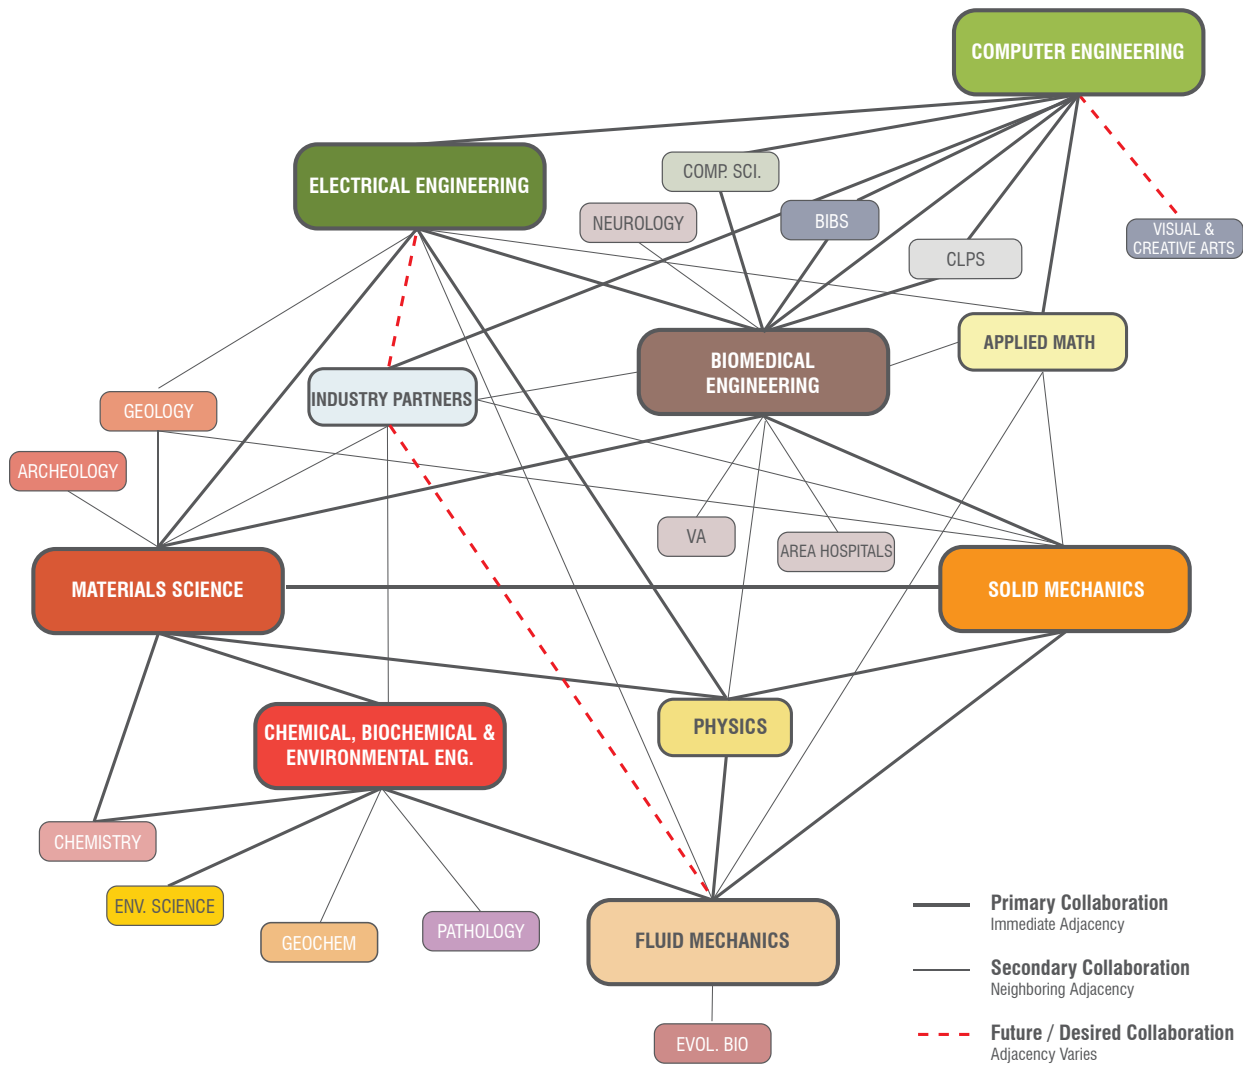 COMPUTER ENGINEERING
ELECTRICAL ENGINEERING
COMP. SCI.
NEUROLOGY
BIBS
VISUAL &
CREATIVE ARTS
CLPS
BIOMEDICAL
ENGINEERING
APPLIED MATH
INDUSTRY PARTNERS
GEOLOGY
ARCHEOLOGY
VA
AREA HOSPITALS
MATERIALS SCIENCE
SOLID MECHANICS
CHEMICAL, BIOCHEMICAL &
ENVIRONMENTAL ENG.
PHYSICS
CHEMISTRY
ENV. SCIENCE
GEOCHEM
PATHOLOGY
FLUID MECHANICS
EVOL. BIO
Primary Collaboration
Immediate Adjacency
Secondary Collaboration
Neighboring Adjacency
Future / Desired Collaboration
Adjacency Varies